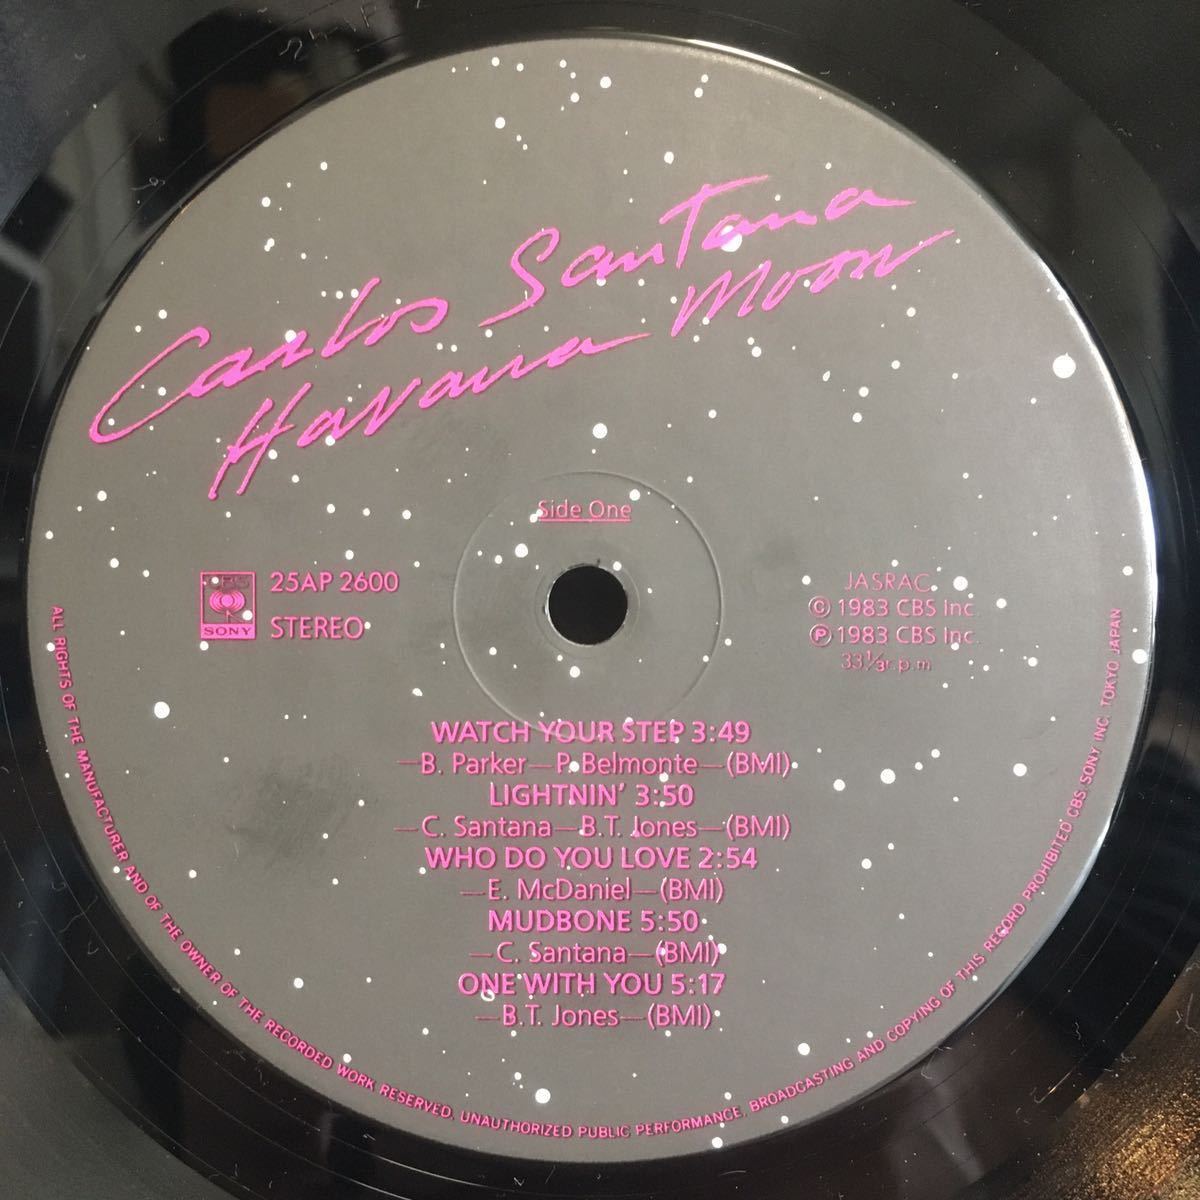 Carlos Santana
Havana Moon
Side One
CBS
SONY
25AP 2600
STEREO
JASRAC
© 1983 CBS Inc.
℗ 1983 CBS Inc.
33⅓r.p.m
WATCH YOUR STEP 3:49
—B. Parker—P. Belmonte—(BMI)
LIGHTNIN' 3:50
—C. Santana—B.T. Jones—(BMI)
WHO DO YOU LOVE 2:54
—E. McDaniel—(BMI)
MUDBONE 5:50
—C. Santana—(BMI)
ONE WITH YOU 5:17
—B.T. Jones—(BMI)
ALL RIGHTS OF THE MANUFACTURER AND OF THE OWNER OF THE RECORDED WORK RESERVED. UNAUTHORIZED PUBLIC PERFORMANCE, BROADCASTING AND COPYING OF THIS RECORD PROHIBITED CBS SONY INC. TOKYO JAPAN